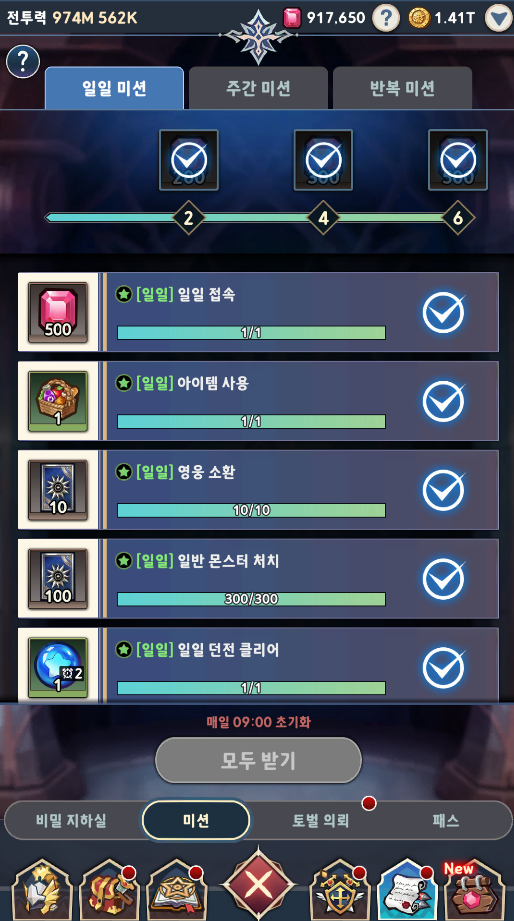 전투력 974M 562K
917,650
?
1.41T
?
일일 미션
주간 미션
반복 미션
2
4
6
500
[일일] 일일 접속
1/1
1
[일일] 아이템 사용
1/1
10
[일일] 영웅 소환
10/10
100
[일일] 일반 몬스터 처치
300/300
1
2
[일일] 일일 던전 클리어
1/1
매일 09:00 초기화
모두 받기
비밀 지하실
미션
토벌 의뢰
패스
New